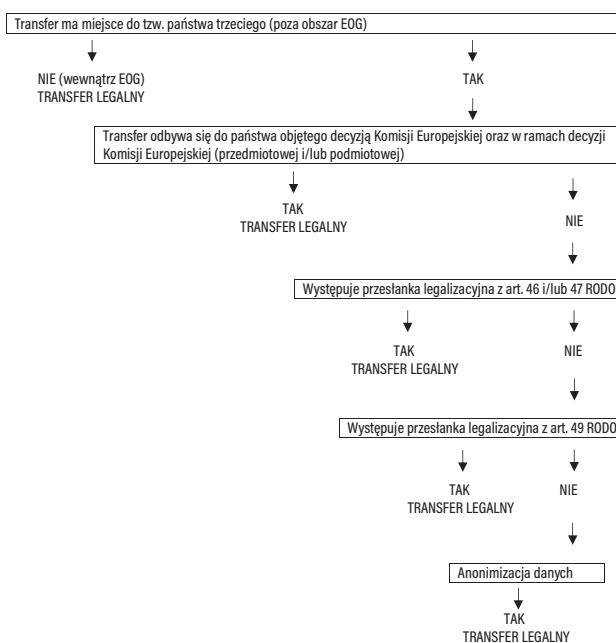 Transfer ma miejsce do tzw. państwa trzeciego (poza obszar EOG)
NIE (wewnątrz EOG)
TRANSFER LEGALNY
TAK
Transfer odbywa się do państwa objętego decyzją Komisji Europejskiej oraz w ramach decyzji
Komisji Europejskiej (przedmiotowej i/lub podmiotowej)
TAK
TRANSFER LEGALNY
NIE
Występuje przesłanka legalizacyjna z art. 46 i/lub 47 RODO
TAK
TRANSFER LEGALNY
NIE
Występuje przesłanka legalizacyjna z art. 49 RODO
TAK
TRANSFER LEGALNY
NIE
Anonimizacja danych
TAK
TRANSFER LEGALNY